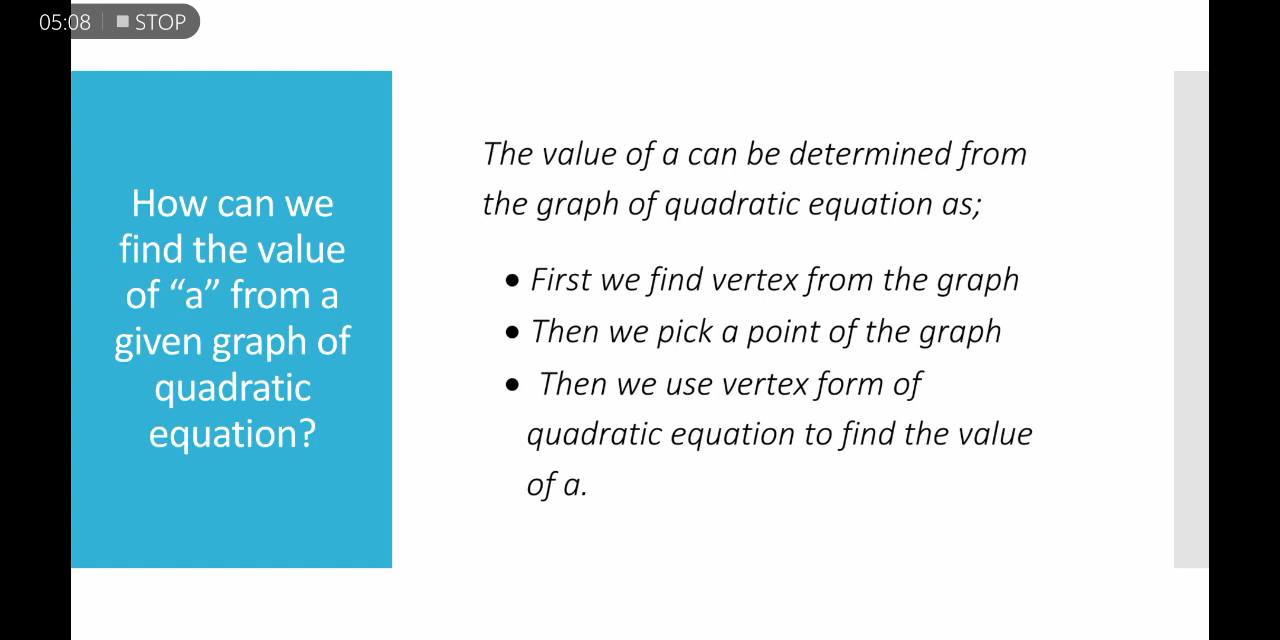 05:08 STOP
How can we
find the value
of “a” from a
given graph of
quadratic
equation?
The value of a can be determined from
the graph of quadratic equation as;
• First we find vertex from the graph
• Then we pick a point of the graph
• Then we use vertex form of
quadratic equation to find the value
of a.